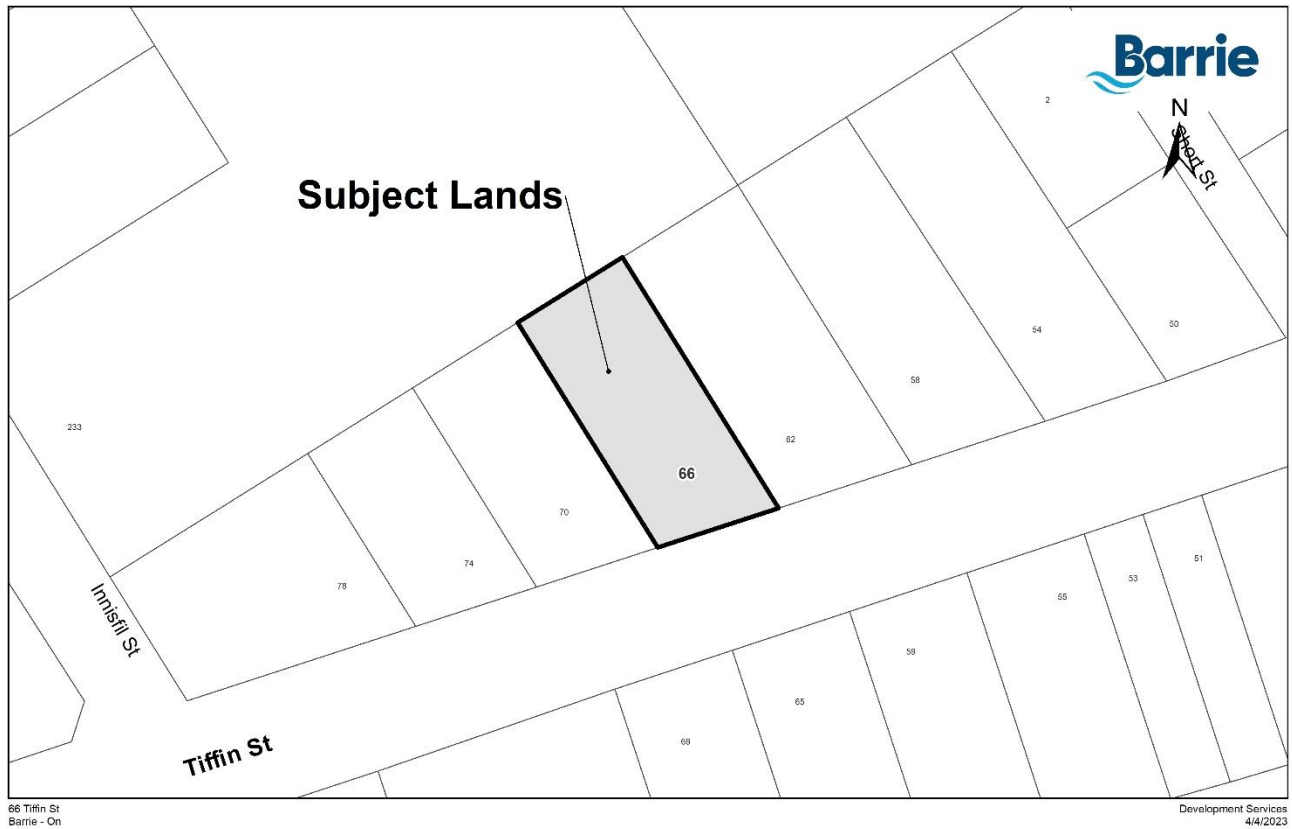 Barrie
N
Short St
2
Subject Lands
54
50
58
62
233
66
70
74
78
Innisfil St
51
53
55
59
65
69
Tiffin St
66 Tiffin St
Barrie - On
Development Services
4/4/2023